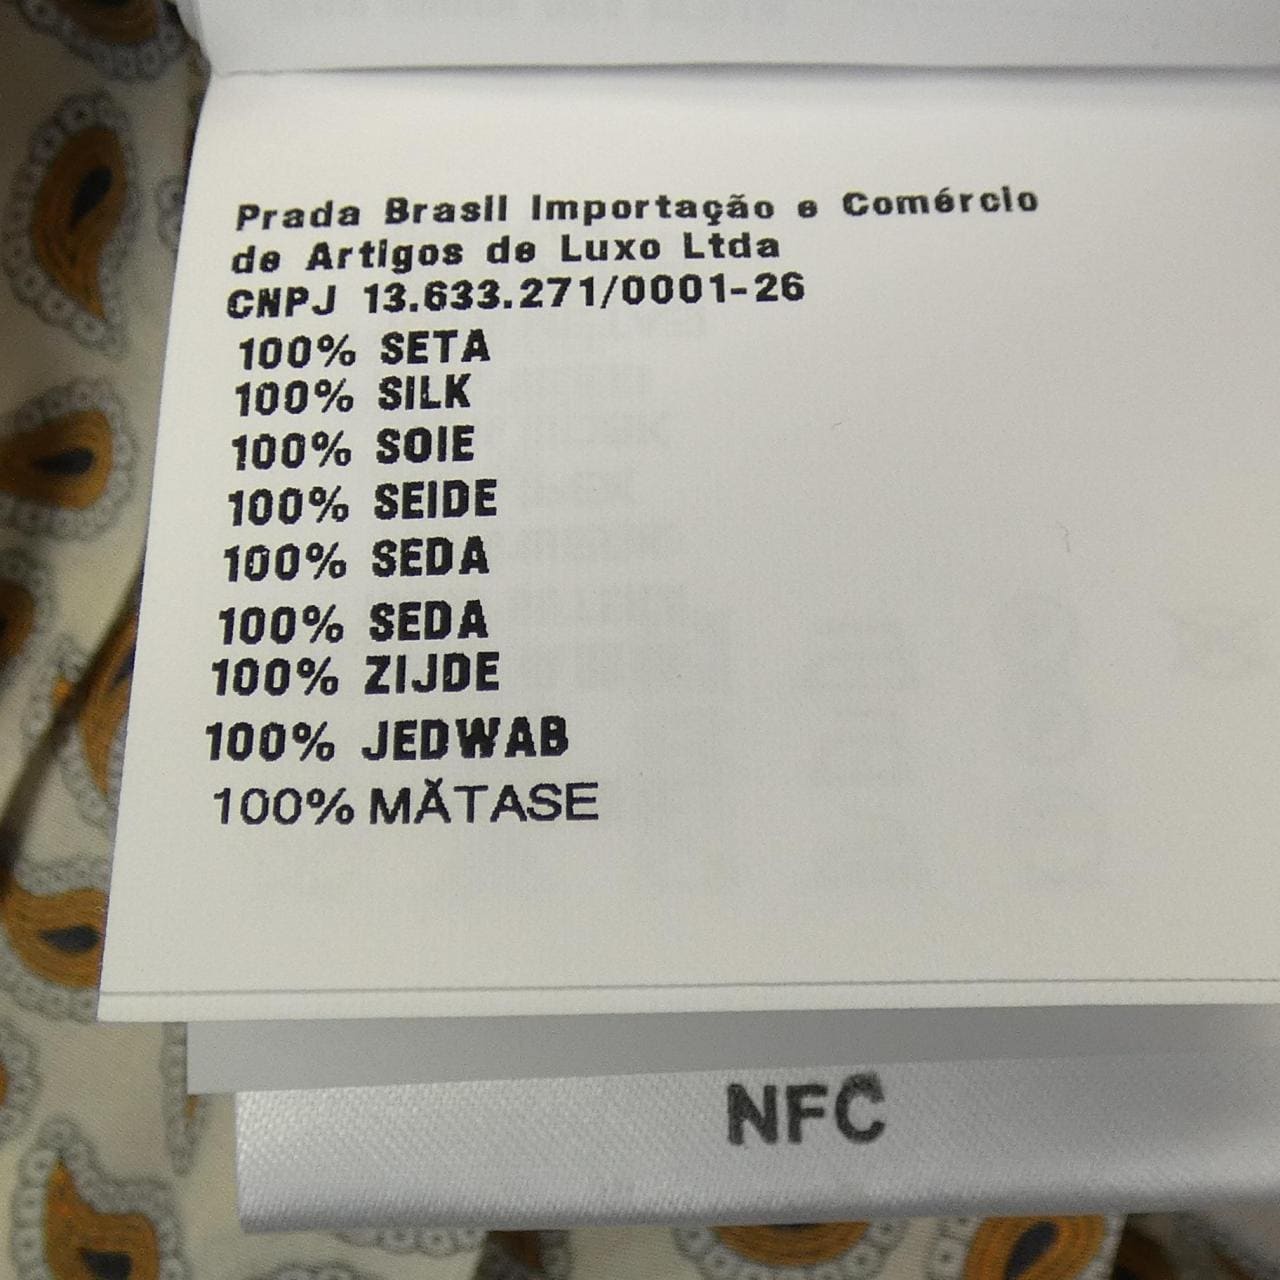 Prada Brasil Importação e Comércio
de Artigos de Luxo Ltda
CNPJ 13.633.271/0001-26
100% SETA
100% SILK
100% SOIE
100% SEIDE
100% SEDA
100% SEDA
100% ZIJDE
100% JEDWAB
100% MĂTASE
NFC